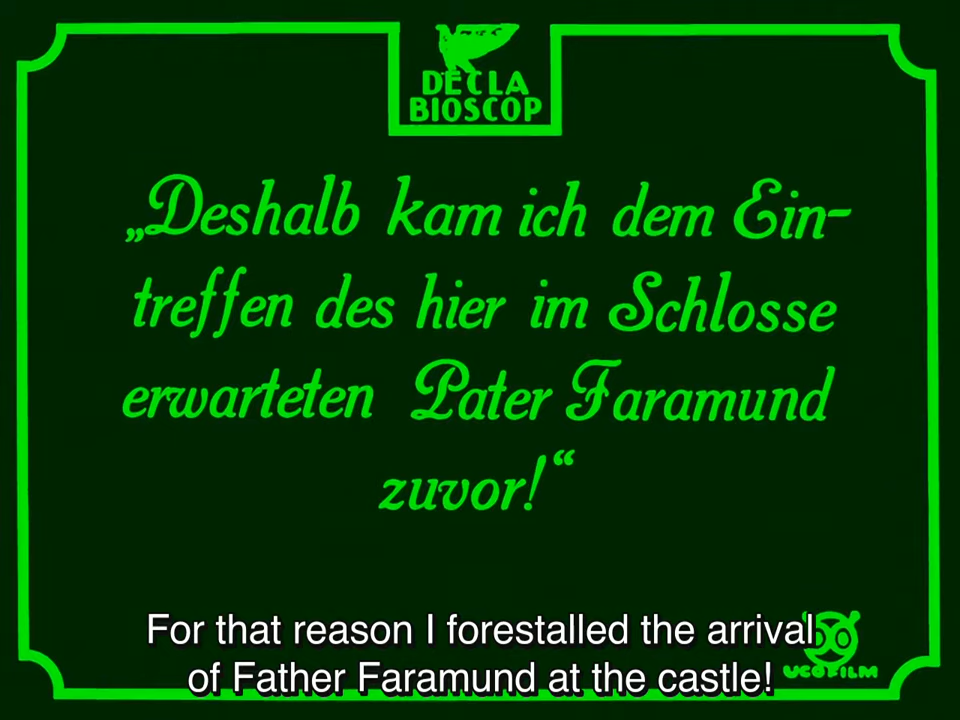 DECLA
BIOSCOP
„Deshalb kam ich dem Ein-
treffen des hier im Schlosse
erwarteten Pater Faramund
zuvor!“
For that reason I forestalled the arrival
of Father Faramund at the castle!
UCOFILM